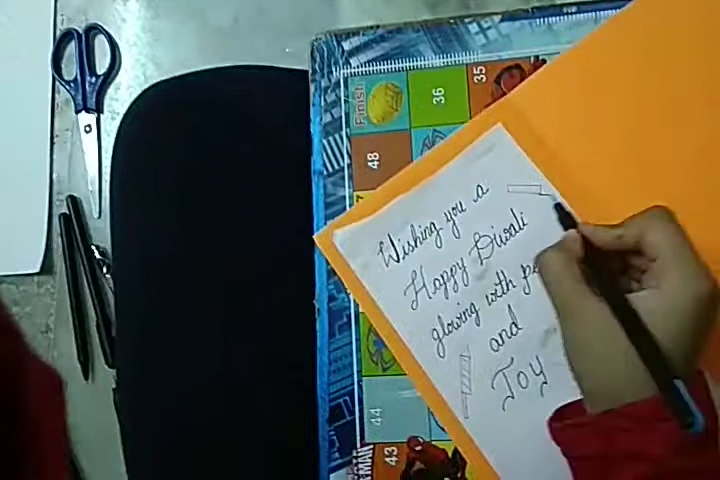 Wishing you a
Happy Diwali
glowing with
and
Joy
Finish
36
35
48
44
43